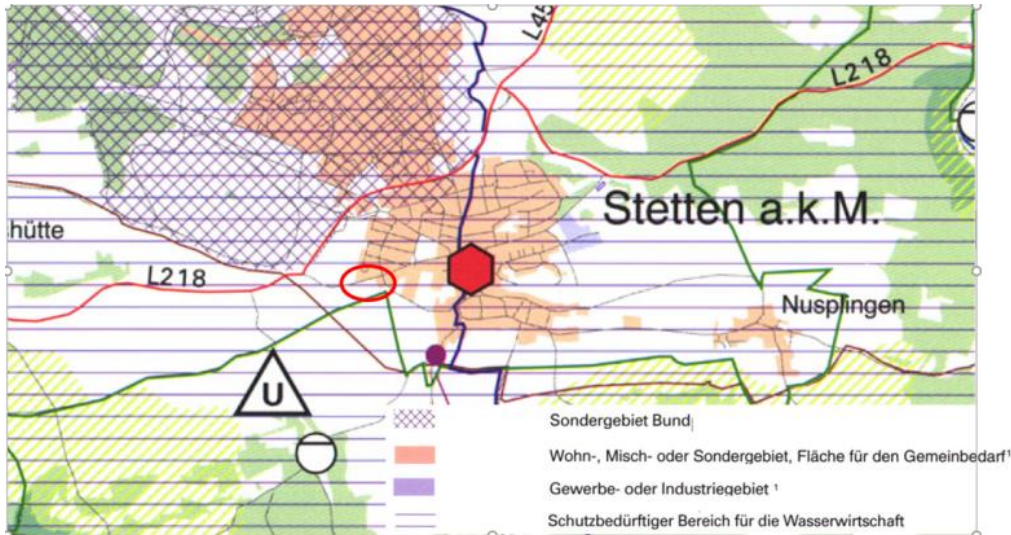 L45
L218
Stetten a.k.M.
hütte
L218
Nusplingen
U
Sondergebiet Bund
Wohn-, Misch- oder Sondergebiet, Fläche für den Gemeinbedarf¹
Gewerbe- oder Industriegebiet ¹
Schutzbedürftiger Bereich für die Wasserwirtschaft